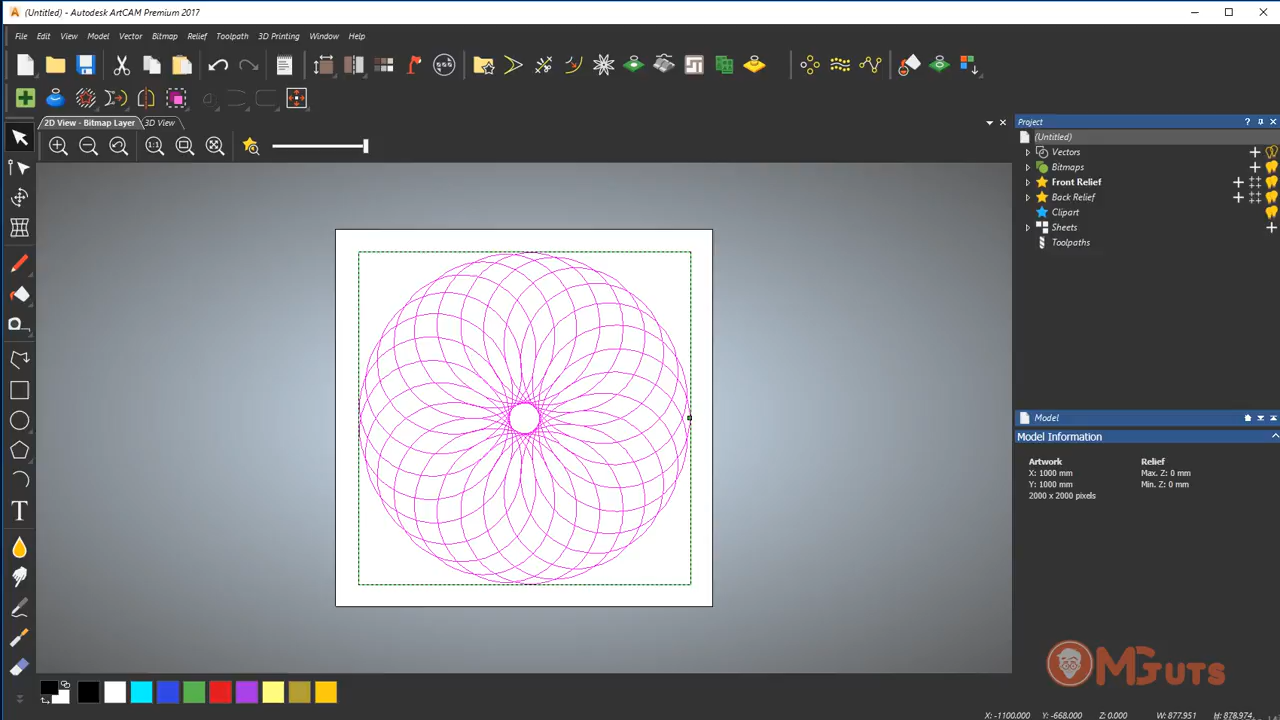 (Untitled) - Autodesk ArtCAM Premium 2017
File Edit View Model Vector Bitmap Relief Toolpath 3D Printing Window Help
2D View - Bitmap Layer 3D View
1:1
T
Project
(Untitled)
Vectors
Bitmaps
Front Relief
Back Relief
Clipart
Sheets
Toolpaths
Model
Model Information
Artwork Relief
X: 1000 mm Max. Z: 0 mm
Y: 1000 mm Min. Z: 0 mm
2000 x 2000 pixels
MGUTS
X: -1100.000 Y: -668.000 Z: 0.000 W: 877.951 H: 878.974